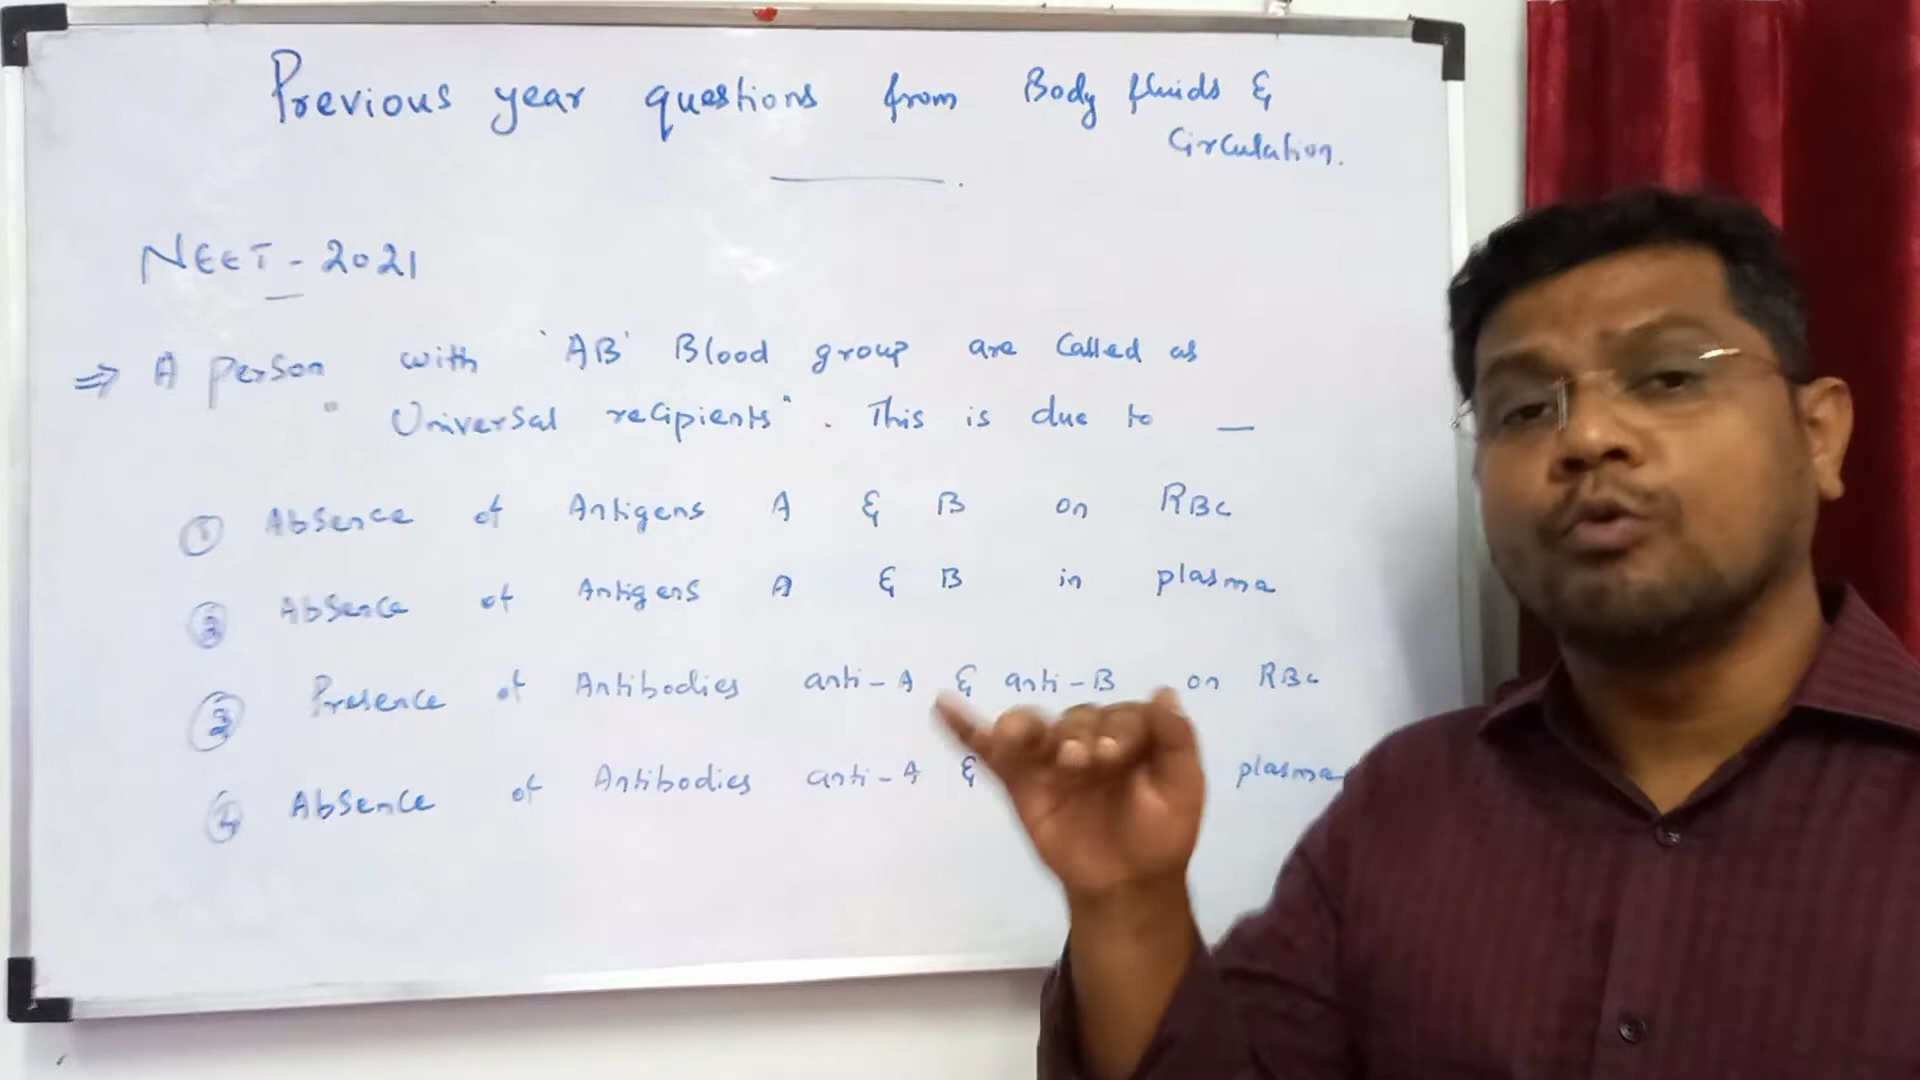 Previous year questions from Body fluids &
Circulation.
NEET - 2021
⇒ A person with 'AB' Blood group are called as
"Universal recipients". This is due to _
① Absence of Antigens A & B on RBC
Absence of Antigens A & B in plasma
Presence of Antibodies anti-A & anti-B on RBC
④ Absence of Antibodies anti-A & plasma